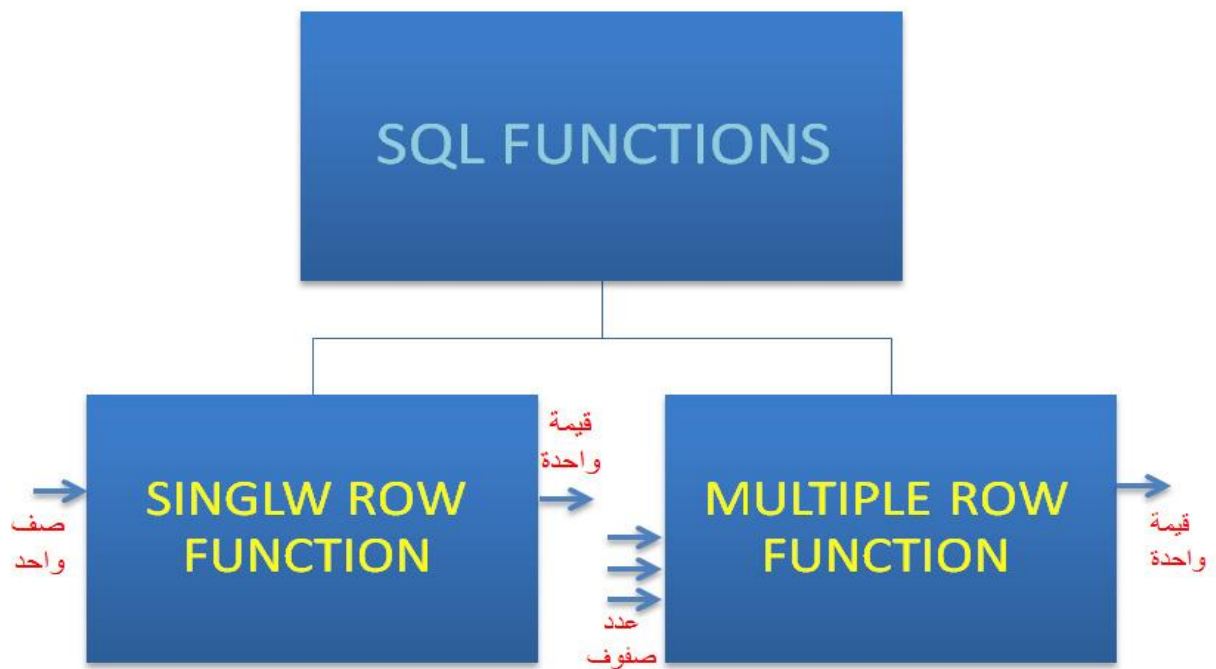 SQL FUNCTIONS
صف
واحد
SINGLW ROW
FUNCTION
قيمة
واحدة
عدد
صفوف
MULTIPLE ROW
FUNCTION
قيمة
واحدة